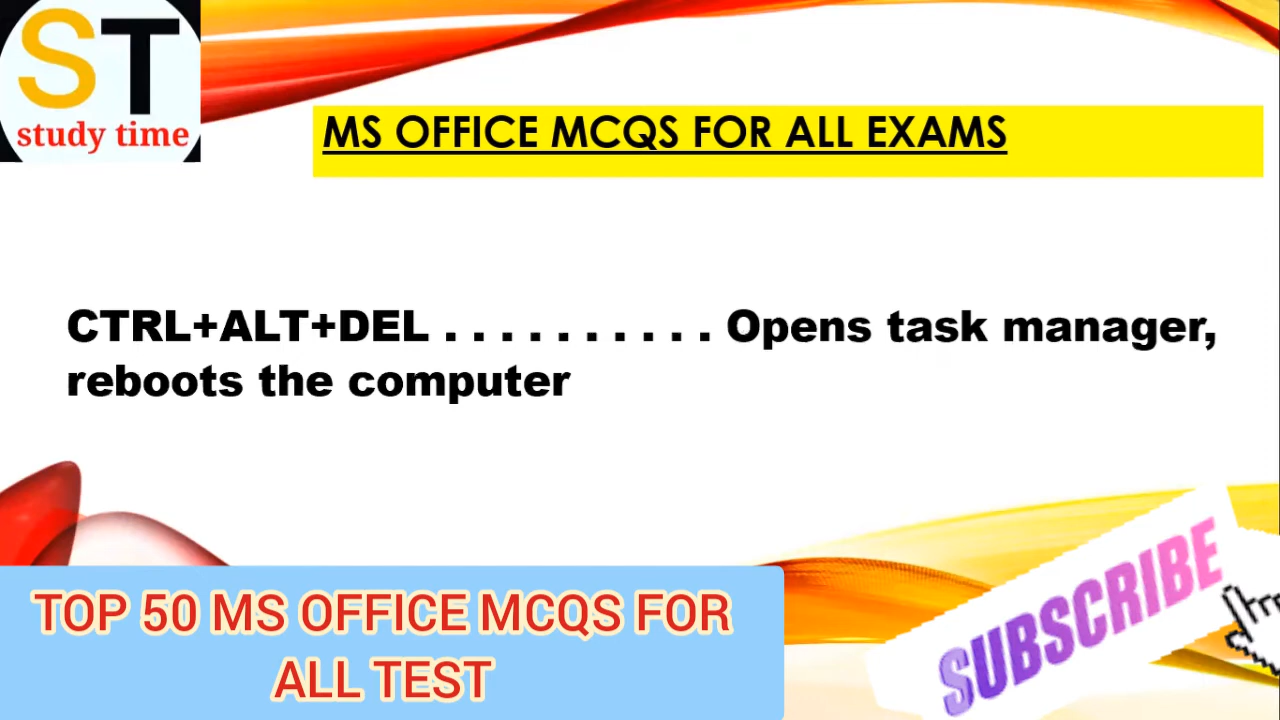 ST
study time
MS OFFICE MCQS FOR ALL EXAMS
CTRL+ALT+DEL . . . . . . . . . . Opens task manager,
reboots the computer
TOP 50 MS OFFICE MCQS FOR
ALL TEST
SUBSCRIBE